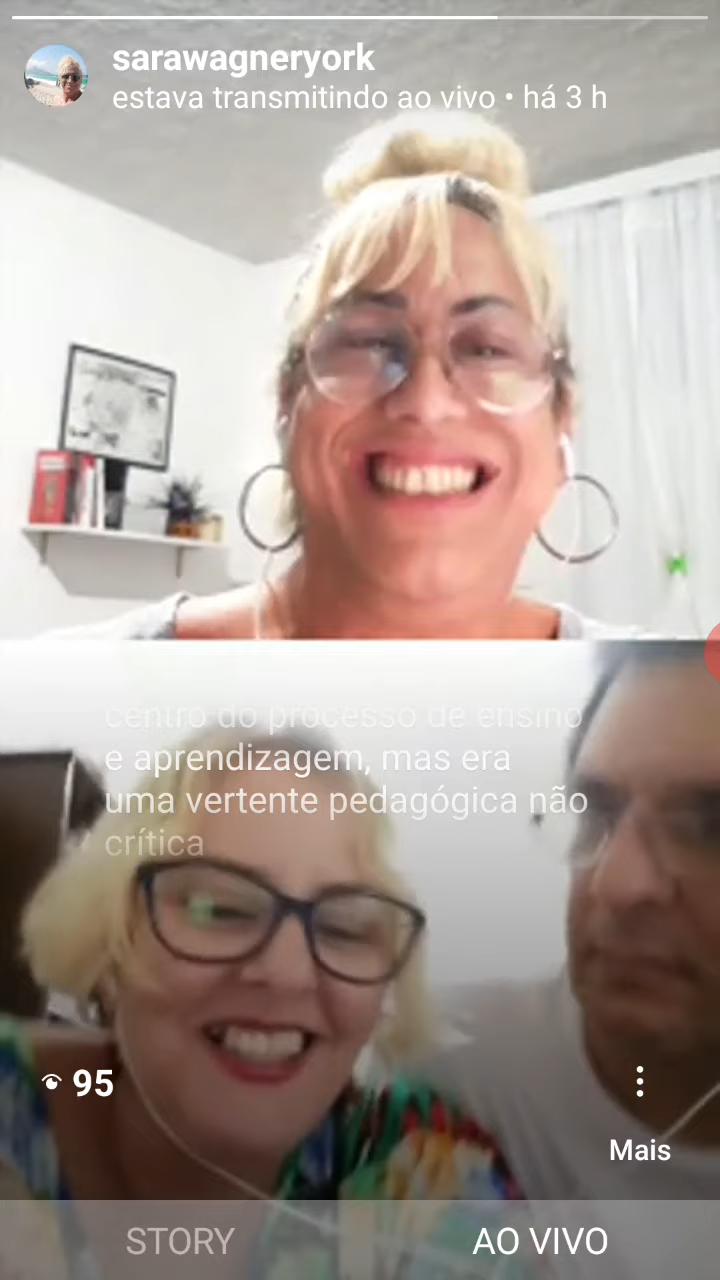 sarawagneryork
estava transmitindo ao vivo • há 3 h
centro do processo de ensino
e aprendizagem, mas era
uma vertente pedagógica não
crítica
95
Mais
STORY
AO VIVO